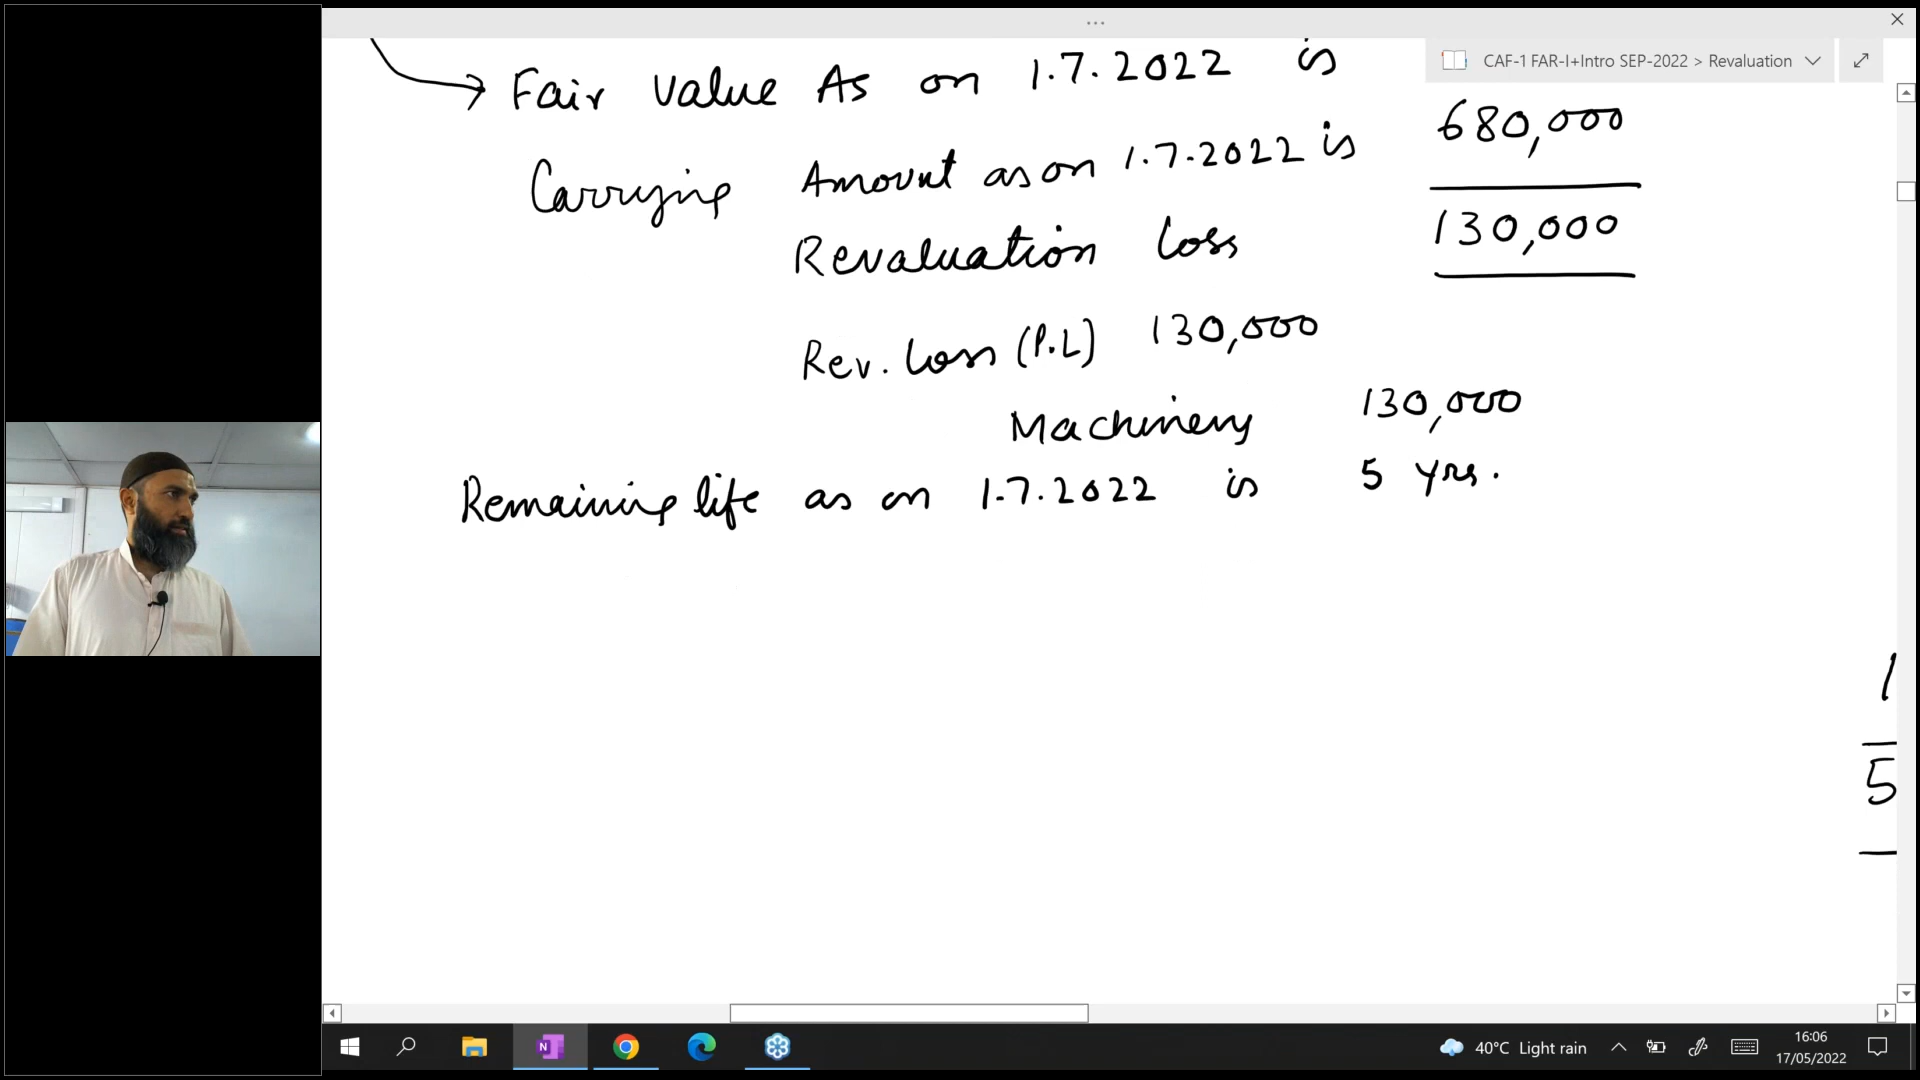 ...
CAF-1 FAR-I+Intro SEP-2022 > Revaluation
Fair Value As on 1.7.2022 is
680,000
Carrying Amount as on 1.7.2022 is
130,000
Revaluation Loss
Rev. Loss (P.L) 130,000
Machinery 130,000
Remaining life as on 1.7.2022 is 5 yrs.
1
5
40°C Light rain
16:06
17/05/2022